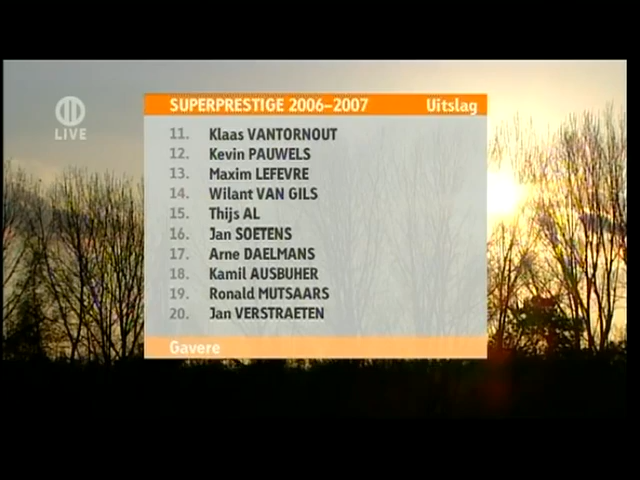 LIVE
SUPERPRESTIGE 2006–2007 Uitslag
11. Klaas VANTORNOUT
12. Kevin PAUWELS
13. Maxim LEFEVRE
14. Wilant VAN GILS
15. Thijs AL
16. Jan SOETENS
17. Arne DAELMANS
18. Kamil AUSBUHER
19. Ronald MUTSAARS
20. Jan VERSTRAETEN
Gavere